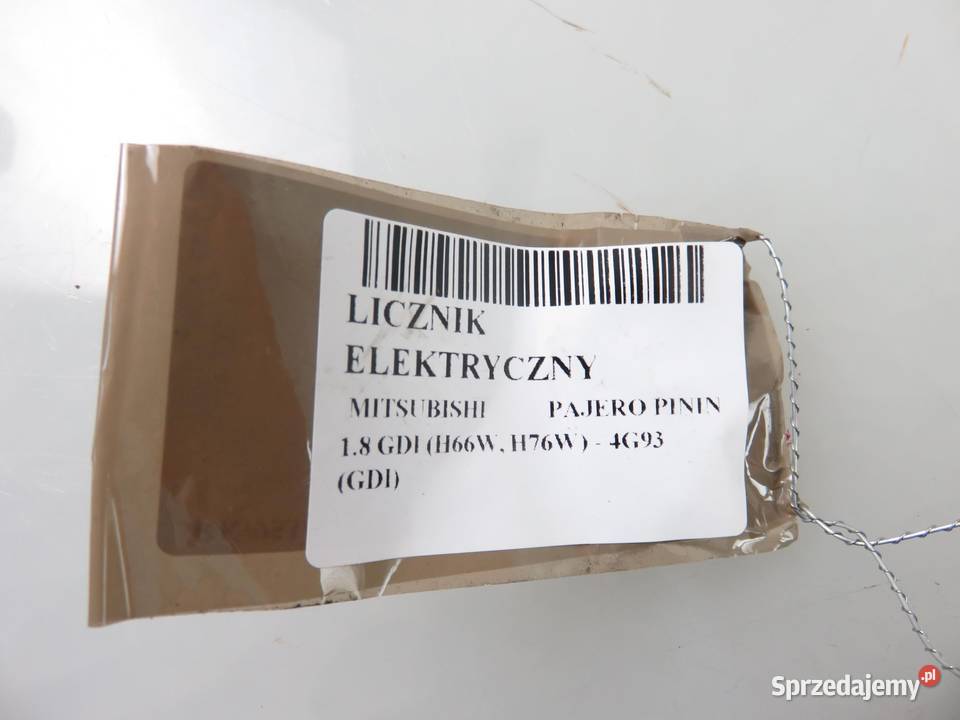 LICZNIK
ELEKTRYCZNY
MITSUBISHI PAJERO PININ
1.8 GDI (H66W, H76W) - 4G93
(GDI)
Sprzedajemy.pl